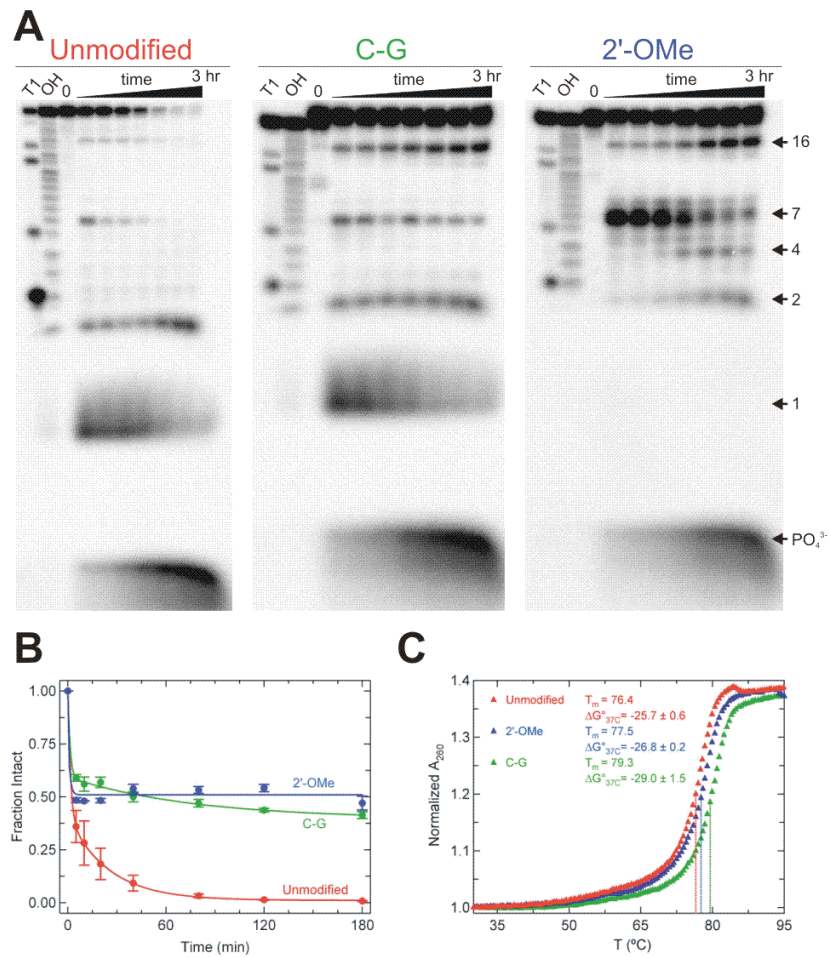 A
Unmodified
C-G
2'-OMe
T1 OH 0 time 3 hr
T1 OH 0 time 3 hr
T1 OH 0 time 3 hr
16
7
4
2
1
PO₄³⁻
B
1.00
0.75
0.50
0.25
0.00
Fraction Intact
2'-OMe
C-G
Unmodified
0 60 120 180
Time (min)
C
1.4
1.3
1.2
1.1
1.0
Normalized A₂₆₀
Unmodified Tm = 76.4
ΔG°37C= -25.7 ± 0.6
2'-OMe Tm = 77.5
ΔG°37C= -26.8 ± 0.2
C-G Tm = 79.3
ΔG°37C= -29.0 ± 1.5
35 50 65 80 95
T (ºC)